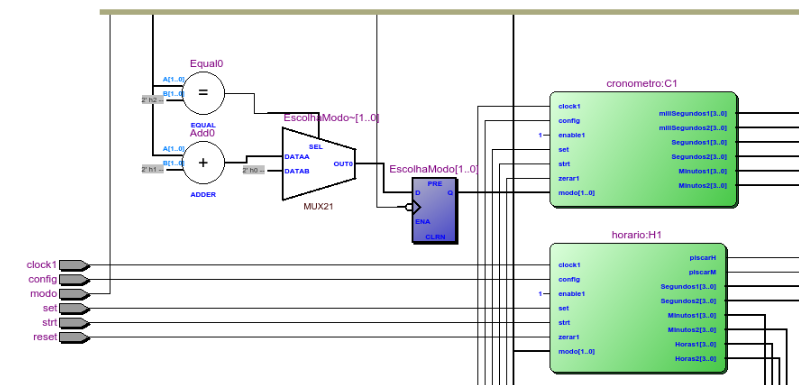 Equal0
A[1..0]
B[1..0]
2' h2 --
=
EQUAL
Add0
A[1..0]
B[1..0]
2' h1 --
+
ADDER
EscolhaModo~[1..0]
SEL
DATAA
DATAB
OUT0
2' h0 --
MUX21
EscolhaModo[1..0]
PRE
D
Q
ENA
CLRN
cronometro:C1
clock1
config
1
enable1
set
strt
zerar1
modo[1..0]
miliSegundos1[3..0]
miliSegundos2[3..0]
Segundos1[3..0]
Segundos2[3..0]
Minutos1[3..0]
Minutos2[3..0]
horario:H1
clock1
config
1
enable1
set
strt
zerar1
modo[1..0]
piscarH
piscarM
Segundos1[3..0]
Segundos2[3..0]
Minutos1[3..0]
Minutos2[3..0]
Horas1[3..0]
Horas2[3..0]
clock1
config
modo
set
strt
reset